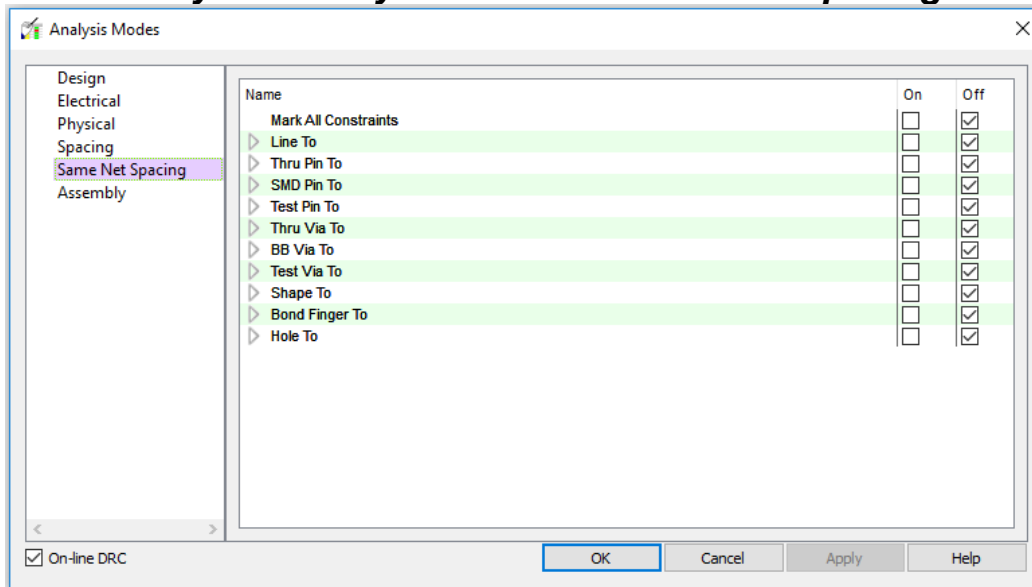 Analysis Modes
Design
Electrical
Physical
Spacing
Same Net Spacing
Assembly
Name On Off
Mark All Constraints
Line To
Thru Pin To
SMD Pin To
Test Pin To
Thru Via To
BB Via To
Test Via To
Shape To
Bond Finger To
Hole To
On-line DRC OK Cancel Apply Help